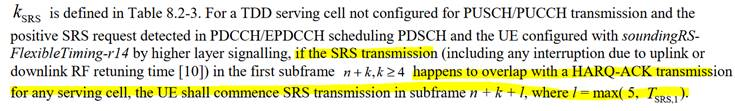 kSRS is defined in Table 8.2-3. For a TDD serving cell not configured for PUSCH/PUCCH transmission and the
positive SRS request detected in PDCCH/EPDCCH scheduling PDSCH and the UE configured with soundingRS-
FlexibleTiming-r14 by higher layer signalling, if the SRS transmission (including any interruption due to uplink or
downlink RF retuning time [10]) in the first subframe n + k, k ≥ 4 happens to overlap with a HARQ-ACK transmission
for any serving cell, the UE shall commence SRS transmission in subframe n + k + l, where l = max( 5, TSRS,1 ).